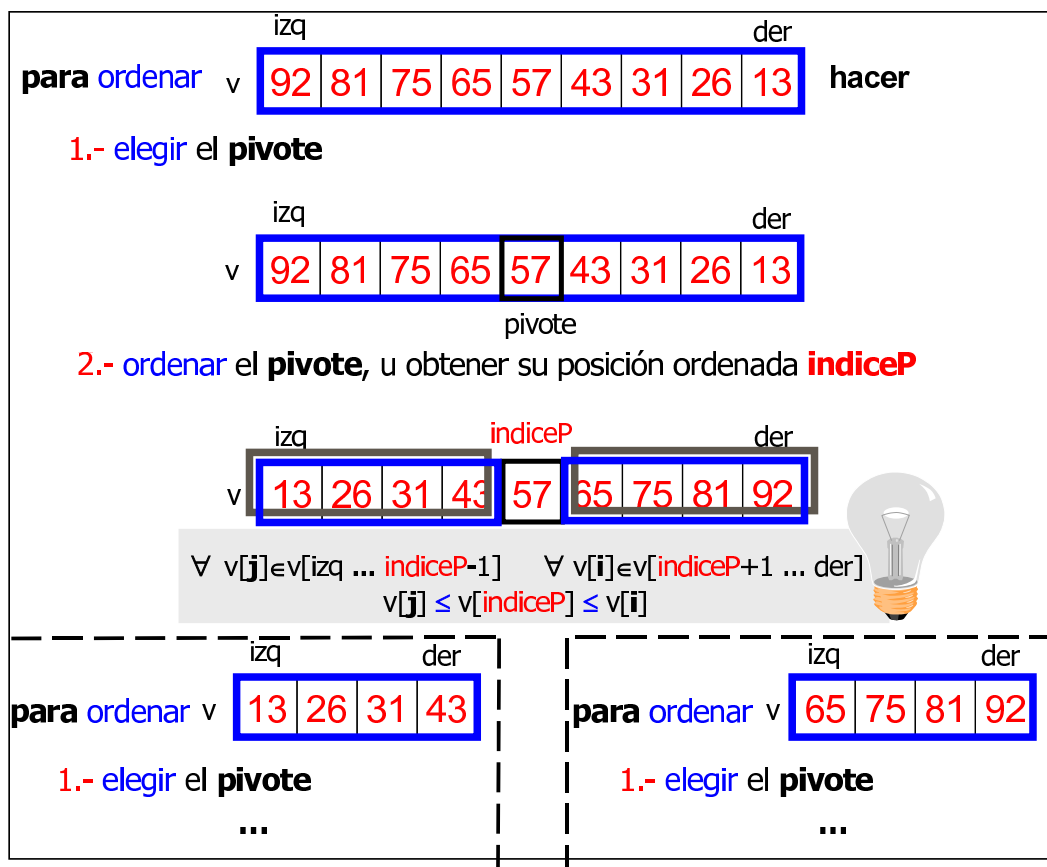 izq der
para ordenar v 92 81 75 65 57 43 31 26 13 hacer
1.- elegir el pivote
izq der
v 92 81 75 65 57 43 31 26 13
pivote
2.- ordenar el pivote, u obtener su posición ordenada indiceP
izq indiceP der
v 13 26 31 43 57 65 75 81 92
∀ v[j]∈v[izq ... indiceP-1] ∀ v[i]∈v[indiceP+1 ... der]
v[j] ≤ v[indiceP] ≤ v[i]
izq der
para ordenar v 13 26 31 43
1.- elegir el pivote
...
izq der
para ordenar v 65 75 81 92
1.- elegir el pivote
...